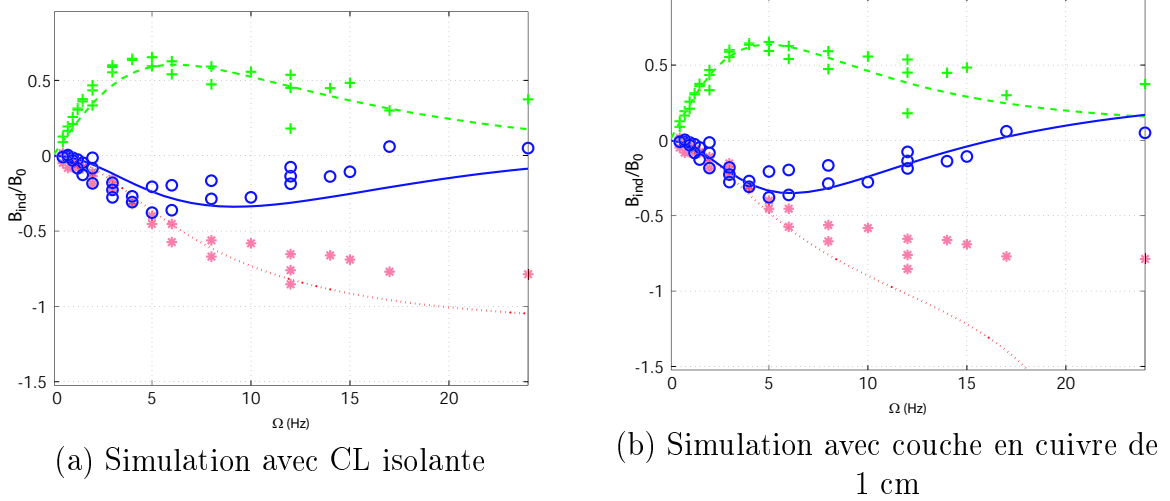 0.5
0
-0.5
-1
-1.5
B_ind/B_0
0 5 10 15 20
Ω (Hz)
(a) Simulation avec CL isolante
0.5
0
-0.5
-1
-1.5
B_ind/B_0
0 5 10 15 20
Ω (Hz)
(b) Simulation avec couche en cuivre de
1 cm